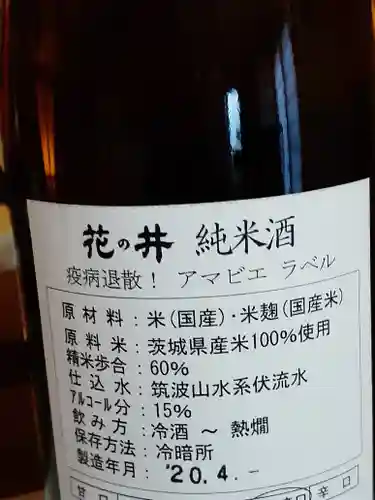 花の井 純米酒
疫病退散! アマビエ ラベル
原材料：米(国産)・米麹(国産米)
原料米：茨城県産米100%使用
精米歩合：60%
仕込水：筑波山水系伏流水
アルコール分：15%
飲み方：冷酒 ～ 熱燗
保存方法：冷暗所
製造年月：'20.4.-
甘口 辛口